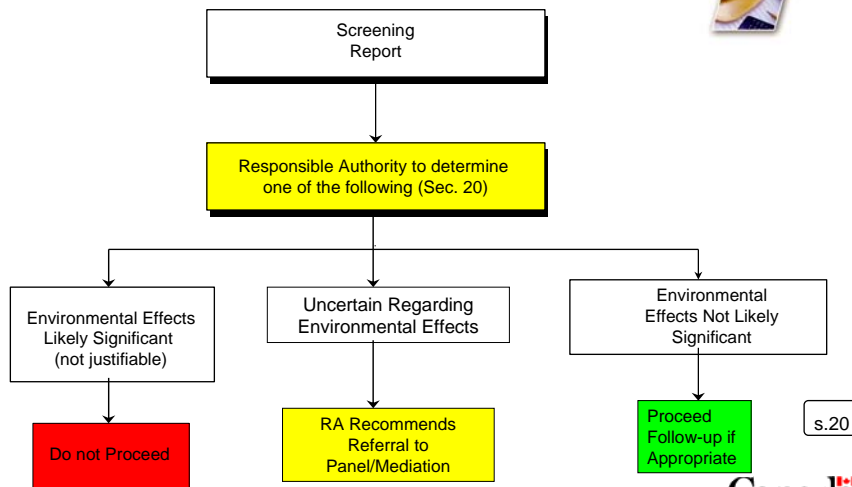 Screening
Report
Responsible Authority to determine
one of the following (Sec. 20)
Environmental Effects
Likely Significant
(not justifiable)
Uncertain Regarding
Environmental Effects
Environmental
Effects Not Likely
Significant
Do not Proceed
RA Recommends
Referral to
Panel/Mediation
Proceed
Follow-up if
Appropriate
s.20